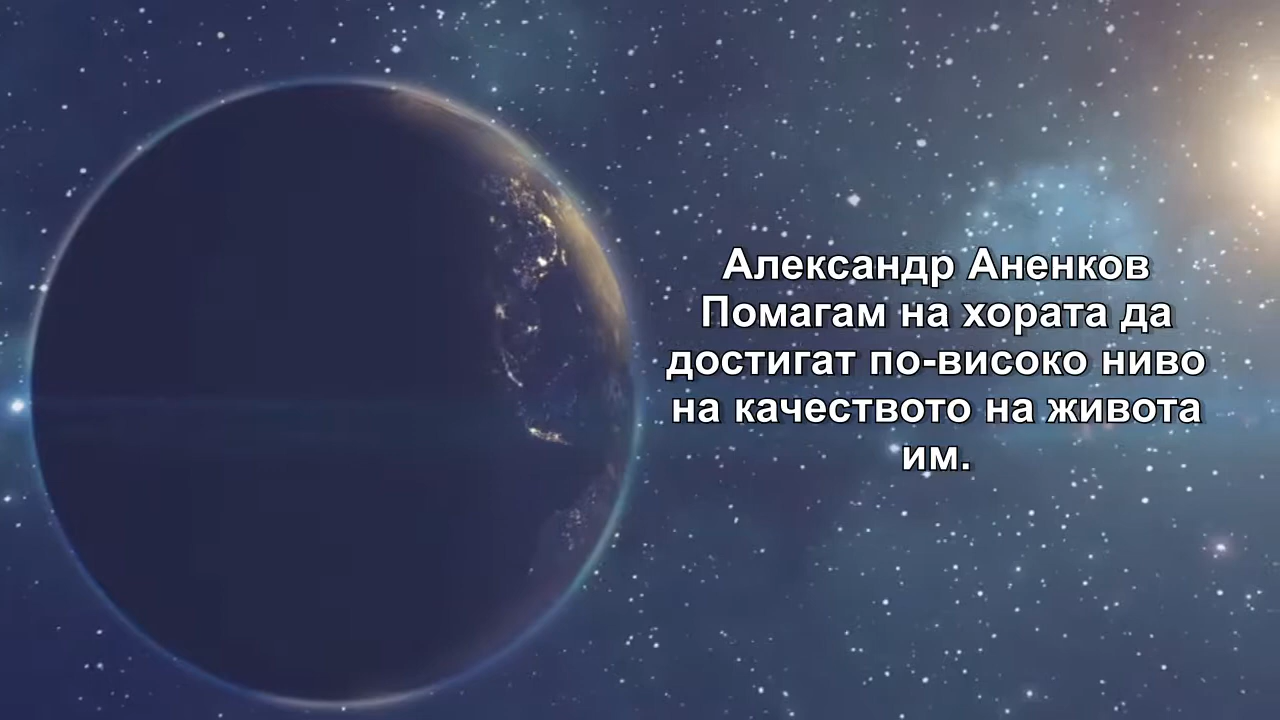 Александр Аненков
Помагам на хората да
достигат по-високо ниво
на качеството на живота
им.